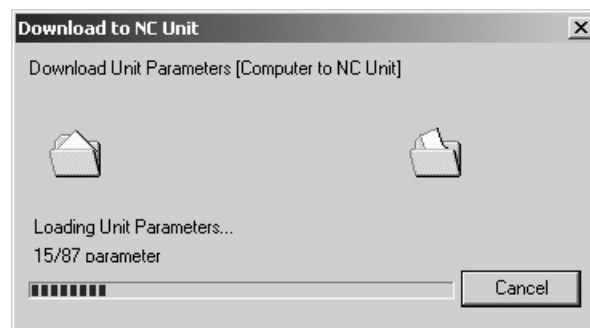 Download to NC Unit
Download Unit Parameters [Computer to NC Unit]
Loading Unit Parameters...
15/87 parameter
Cancel